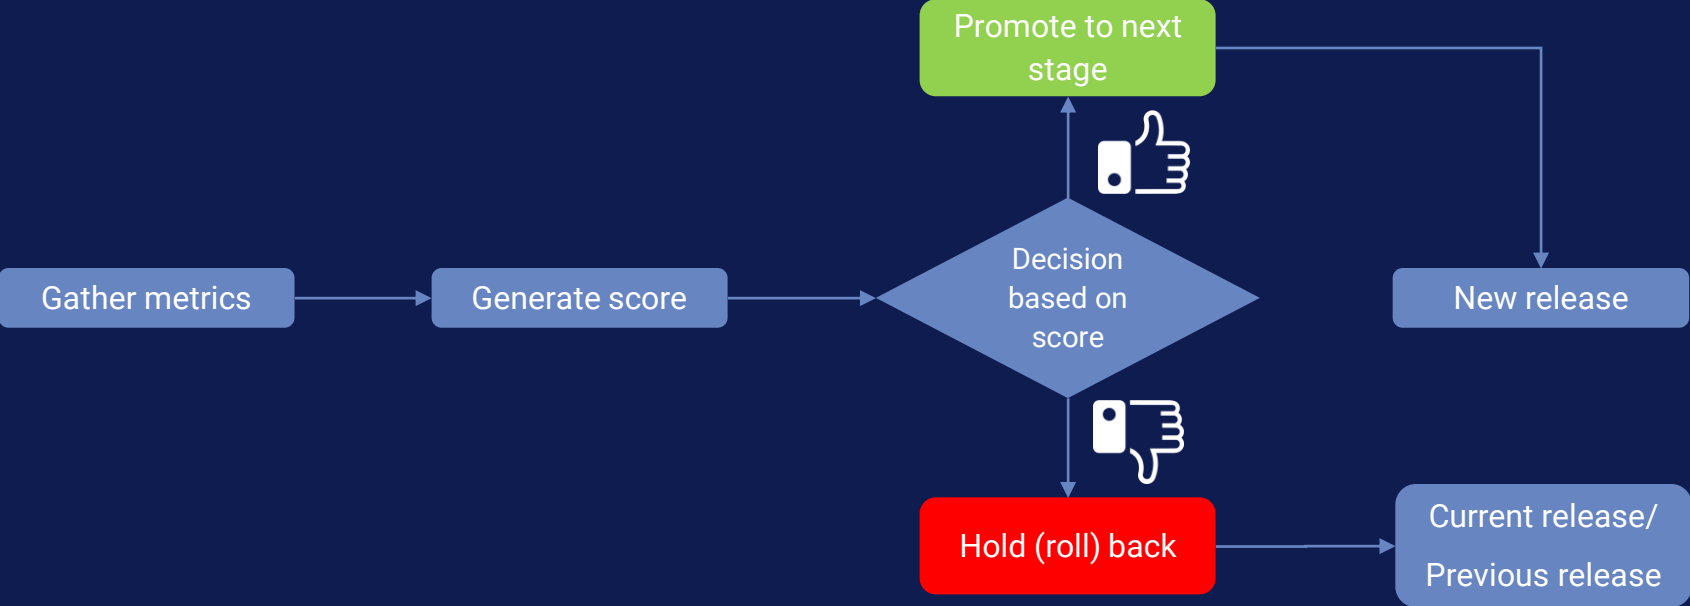 Promote to next
stage
Gather metrics
Generate score
Decision
based on
score
New release
Hold (roll) back
Current release/
Previous release